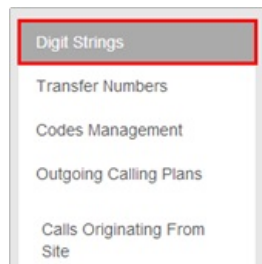 Digit Strings
Transfer Numbers
Codes Management
Outgoing Calling Plans
Calls Originating From
Site